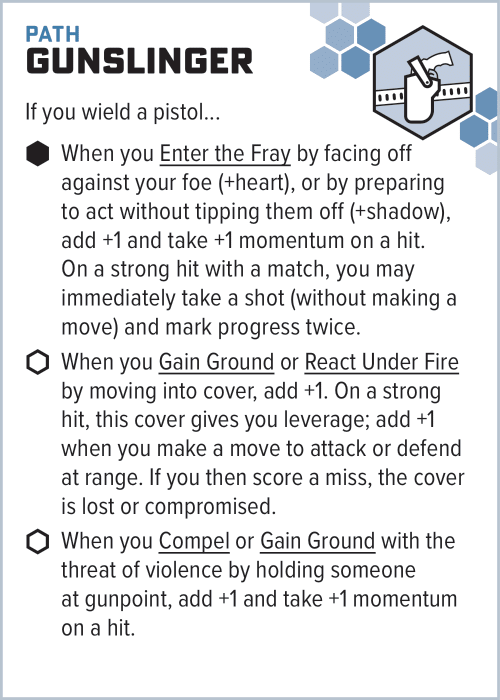 PATH
GUNSLINGER
If you wield a pistol...
When you Enter the Fray by facing off
against your foe (+heart), or by preparing
to act without tipping them off (+shadow),
add +1 and take +1 momentum on a hit.
On a strong hit with a match, you may
immediately take a shot (without making a
move) and mark progress twice.
When you Gain Ground or React Under Fire
by moving into cover, add +1. On a strong
hit, this cover gives you leverage; add +1
when you make a move to attack or defend
at range. If you then score a miss, the cover
is lost or compromised.
When you Compel or Gain Ground with the
threat of violence by holding someone
at gunpoint, add +1 and take +1 momentum
on a hit.